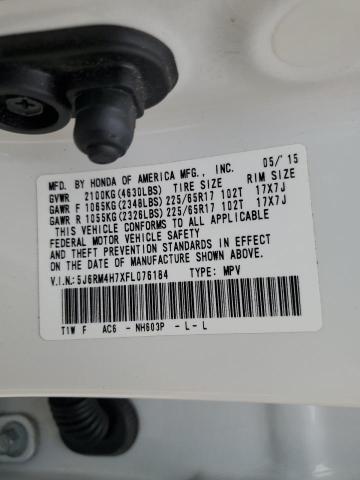 MFD. BY HONDA OF AMERICA MFG., INC. 05/'15
GVWR 2100KG(4630LBS) TIRE SIZE RIM SIZE
GAWR F 1065KG(2348LBS) 225/65R17 102T 17X7J
GAWR R 1055KG(2326LBS) 225/65R17 102T 17X7J
THIS VEHICLE CONFORMS TO ALL APPLICABLE
FEDERAL MOTOR VEHICLE SAFETY AND
THEFT PREVENTION STANDARDS IN EFFECT
ON THE DATE OF MANUFACTURE SHOWN ABOVE.
V.I.N.:5J6RM4H7XFL076184 TYPE: MPV
T1W F AC6 - NH603P - L - L